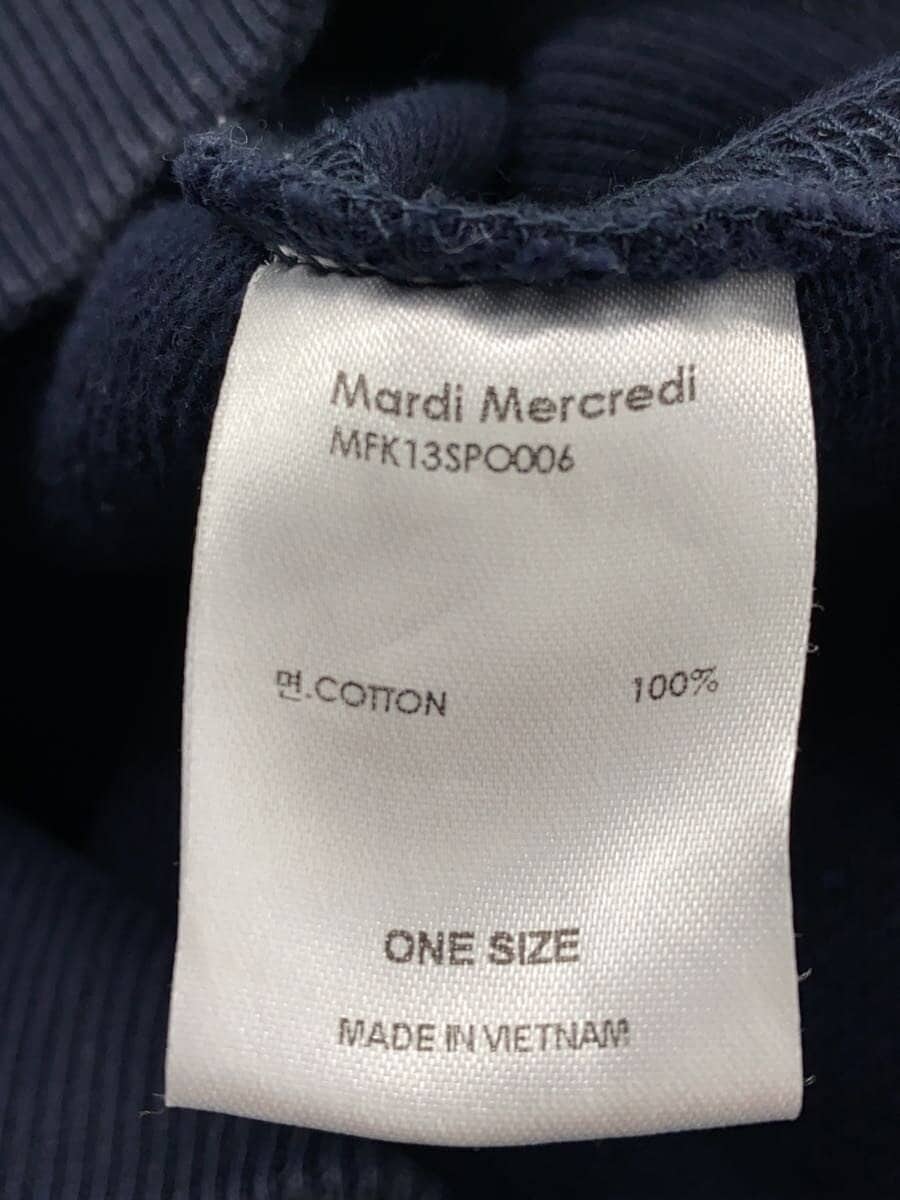 Mardi Mercredi
MFK13SPO006
면.COTTON 100%
ONE SIZE
MADE IN VIETNAM